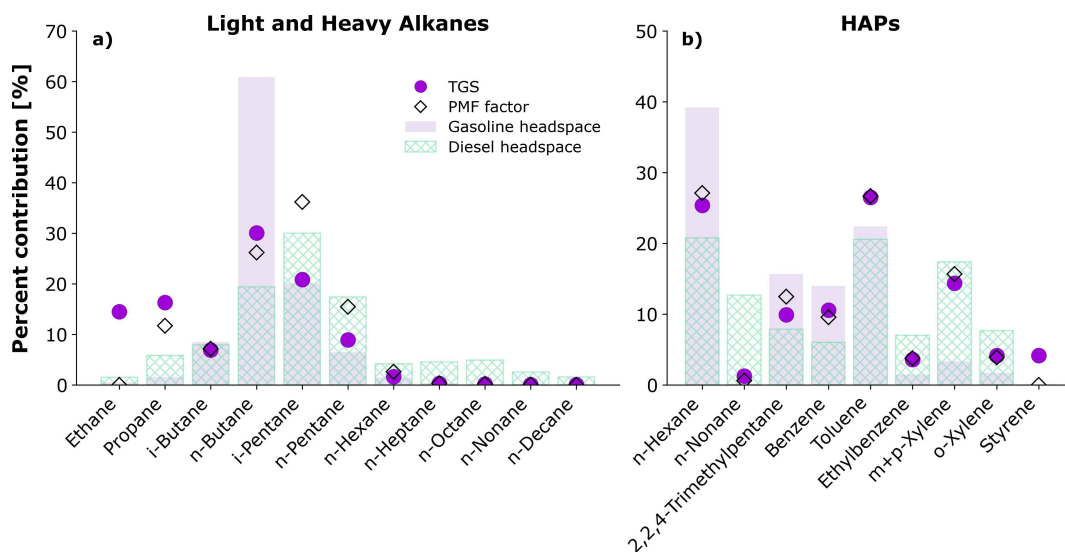 Light and Heavy Alkanes
a)
Percent contribution [%]
70
60
50
40
30
20
10
0
TGS
PMF factor
Gasoline headspace
Diesel headspace
Ethane
Propane
i-Butane
n-Butane
i-Pentane
n-Pentane
n-Hexane
n-Heptane
n-Octane
n-Nonane
n-Decane
HAPs
b)
50
40
30
20
10
0
n-Hexane
n-Nonane
2,2,4-Trimethylpentane
Benzene
Toluene
Ethylbenzene
m+p-Xylene
o-Xylene
Styrene